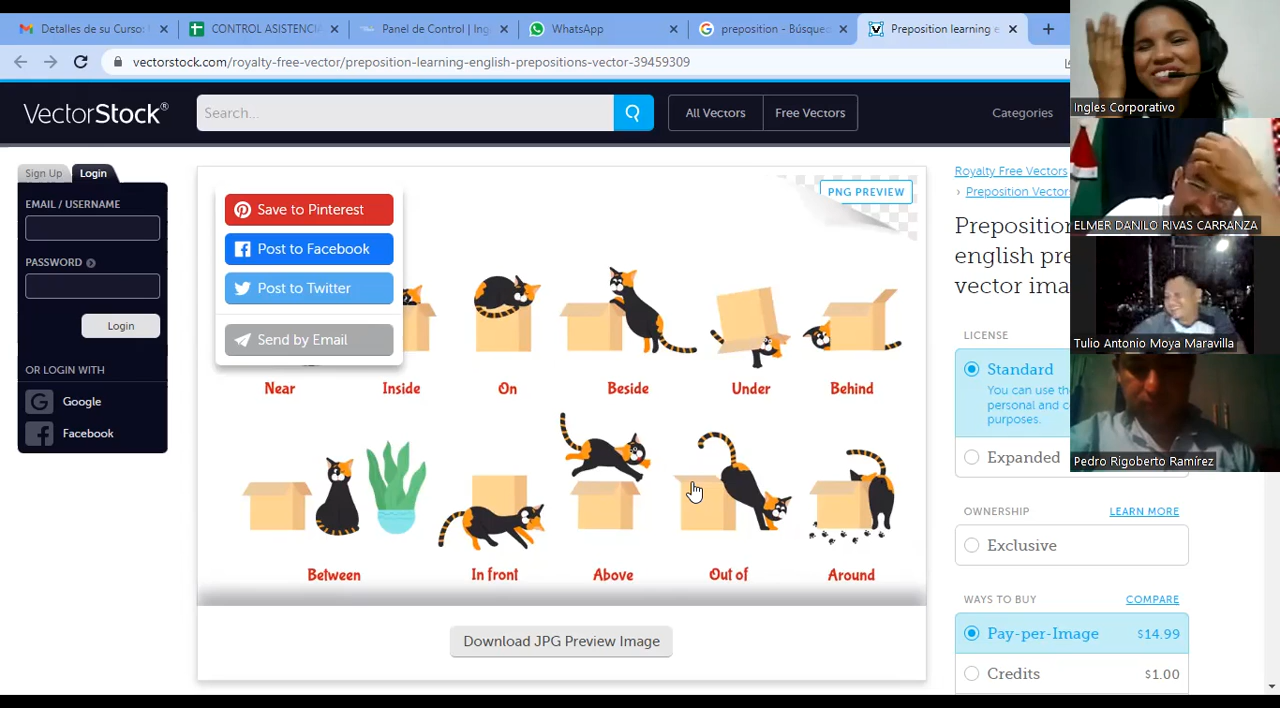 Detalles de su Curso:
CONTROL ASISTENCIA
Panel de Control | Ing
WhatsApp
preposition - Búsqued
Preposition learning e
vectorstock.com/royalty-free-vector/preposition-learning-english-prepositions-vector-39459309
VectorStock®
Search...
All Vectors
Free Vectors
Categories
Sign Up
Login
EMAIL / USERNAME
PASSWORD
Login
OR LOGIN WITH
Google
Facebook
Save to Pinterest
Post to Facebook
Post to Twitter
Send by Email
PNG PREVIEW
Near
Inside
On
Beside
Under
Behind
Between
In front
Above
Out of
Around
Download JPG Preview Image
Royalty Free Vectors
› Preposition Vector
Preposition
english pre
vector ima
LICENSE
Standard
You can use th
personal and c
purposes.
Expanded
OWNERSHIP
LEARN MORE
Exclusive
WAYS TO BUY
COMPARE
Pay-per-Image
$14.99
Credits
$1.00
Ingles Corporativo
ELMER DANILO RIVAS CARRANZA
Tulio Antonio Moya Maravilla
Pedro Rigoberto Ramírez